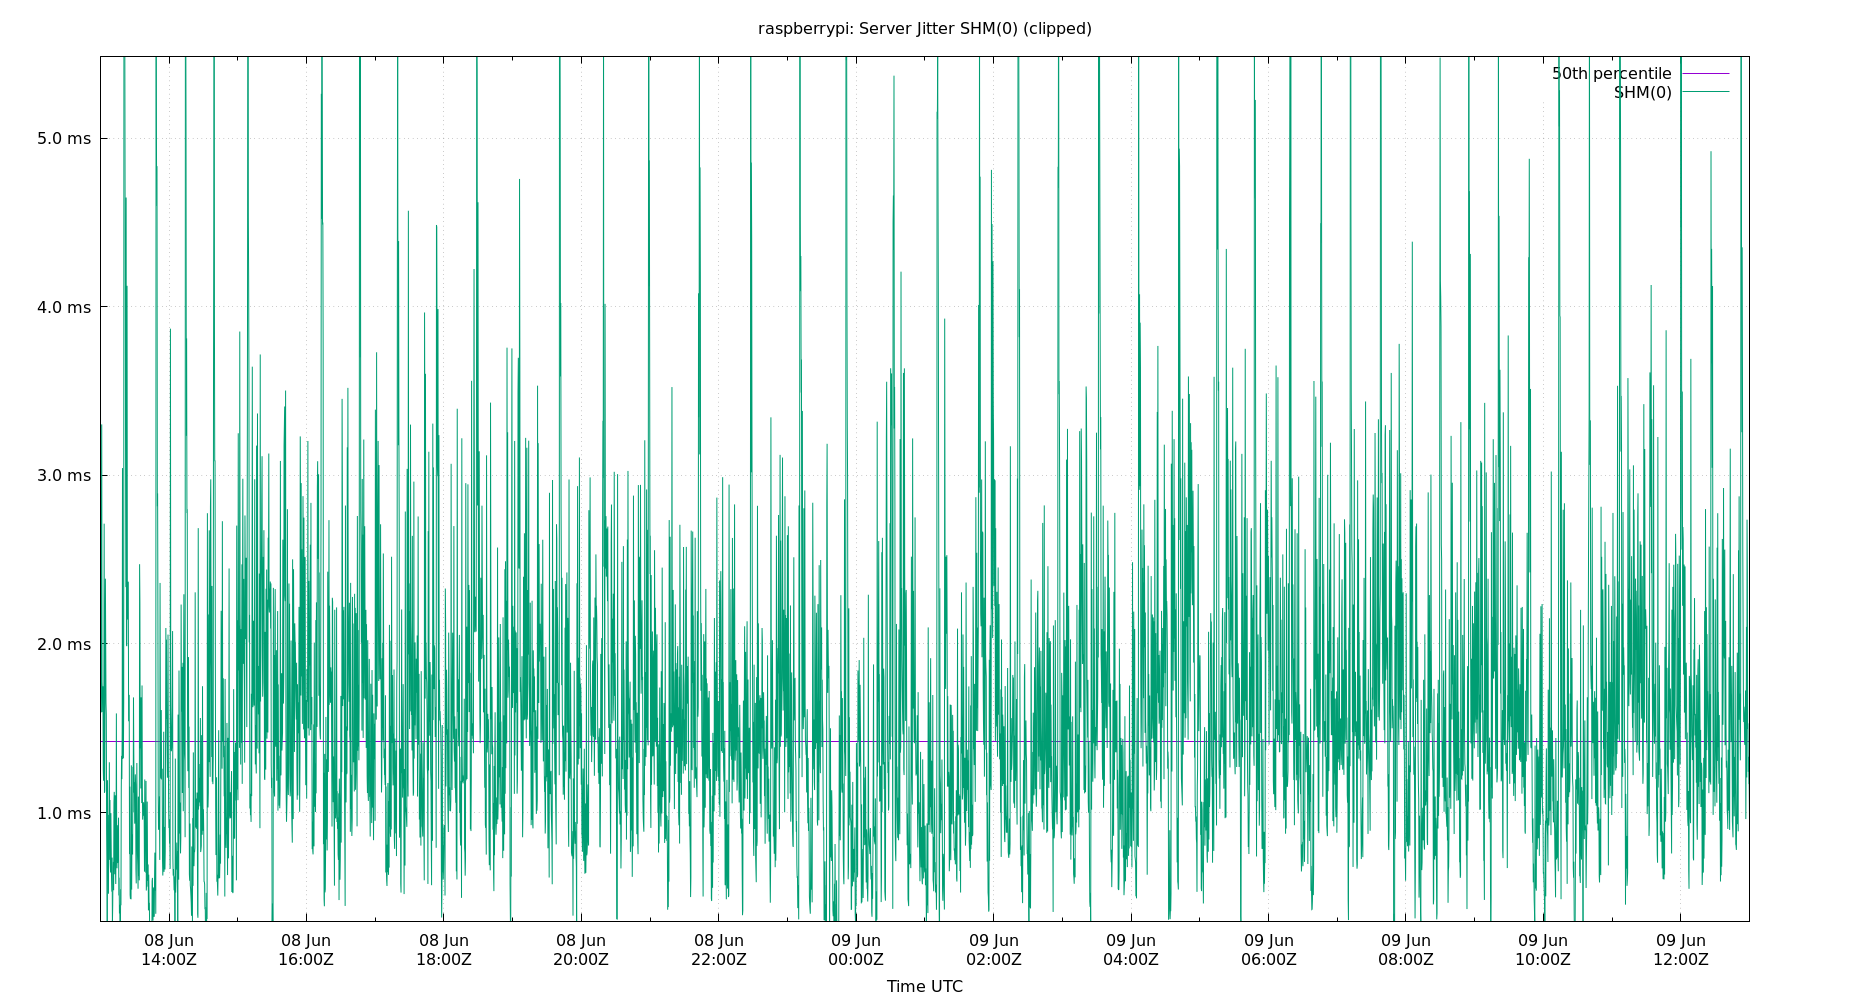 raspberrypi: Server Jitter SHM(0) (clipped)
50th percentile
SHM(0)
5.0 ms
4.0 ms
3.0 ms
2.0 ms
1.0 ms
08 Jun 08 Jun 08 Jun 08 Jun 08 Jun 09 Jun 09 Jun 09 Jun 09 Jun 09 Jun 09 Jun 09 Jun
14:00Z 16:00Z 18:00Z 20:00Z 22:00Z 00:00Z 02:00Z 04:00Z 06:00Z 08:00Z 10:00Z 12:00Z
Time UTC